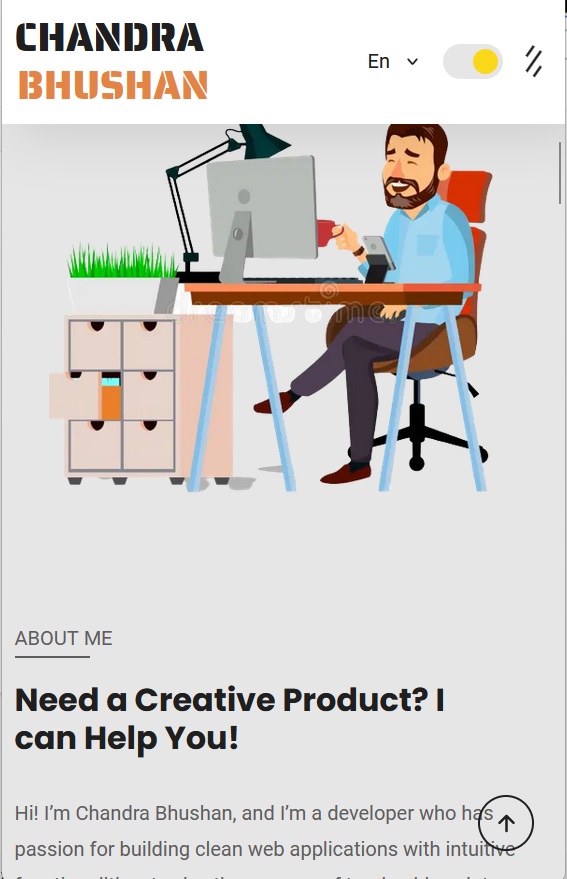 CHANDRA
BHUSHAN
En
ABOUT ME
Need a Creative Product? I
can Help You!
Hi! I’m Chandra Bhushan, and I’m a developer who has
passion for building clean web applications with intuitive